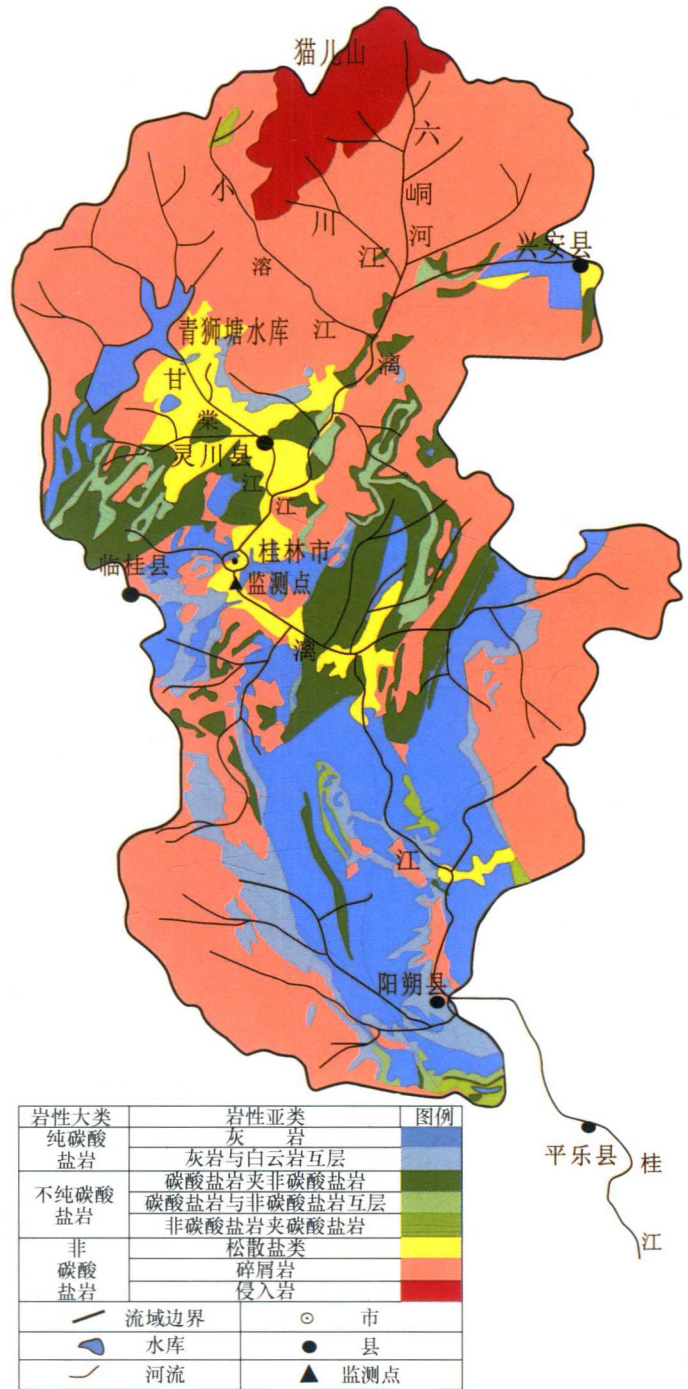 猫儿山
六峒河
小溶江
川江
兴安县
青狮塘水库
漓江
甘棠江
灵川县
桂林市
监测点
临桂县
漓
江
阳朔县
平乐县
桂江
岩性大类 岩性亚类 图例
纯碳酸盐岩 灰岩
灰岩与白云岩互层
不纯碳酸盐岩 碳酸盐岩夹非碳酸盐岩
碳酸盐岩与非碳酸盐岩互层
非碳酸盐岩夹碳酸盐岩
非碳酸盐岩 松散盐类
碎屑岩
侵入岩
流域边界 市
水库 县
河流 监测点